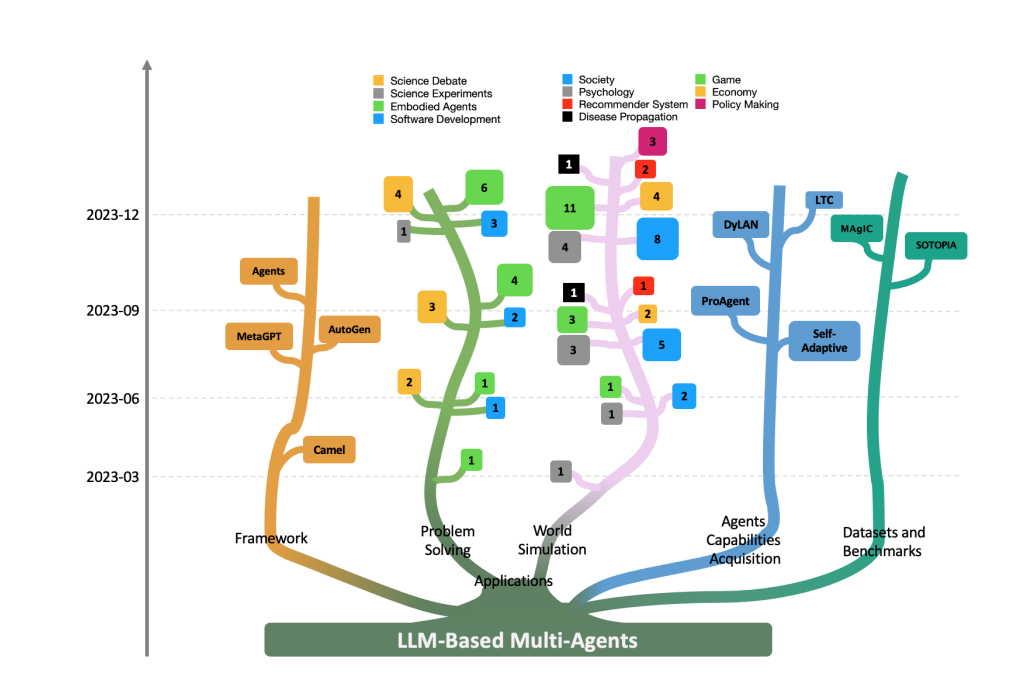 Science Debate
Science Experiments
Embodied Agents
Software Development
Society
Psychology
Recommender System
Disease Propagation
Game
Economy
Policy Making
2023-12
2023-09
2023-06
2023-03
Agents
MetaGPT
AutoGen
Camel
Framework
4
6
1
3
4
3
2
2
1
1
1
Problem
Solving
3
1
2
4
11
4
8
1
1
3
2
3
5
1
2
1
1
World
Simulation
Applications
LTC
DyLAN
ProAgent
Self-
Adaptive
Agents
Capabilities
Acquisition
MAgIC
SOTOPIA
Datasets and
Benchmarks
LLM-Based Multi-Agents